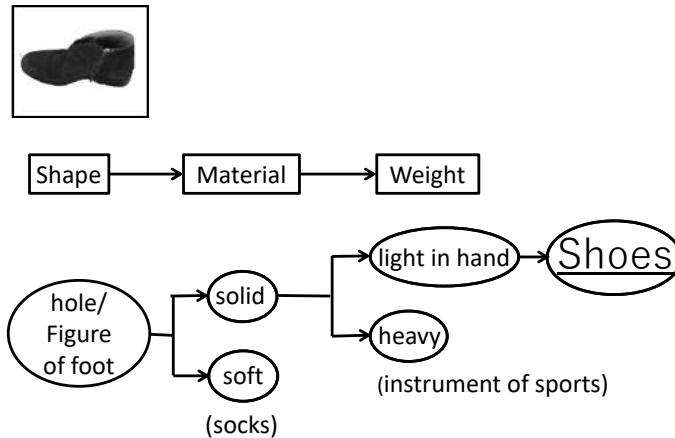 Shape
Material
Weight
hole/
Figure
of foot
solid
soft
(socks)
light in hand
heavy
(instrument of sports)
Shoes